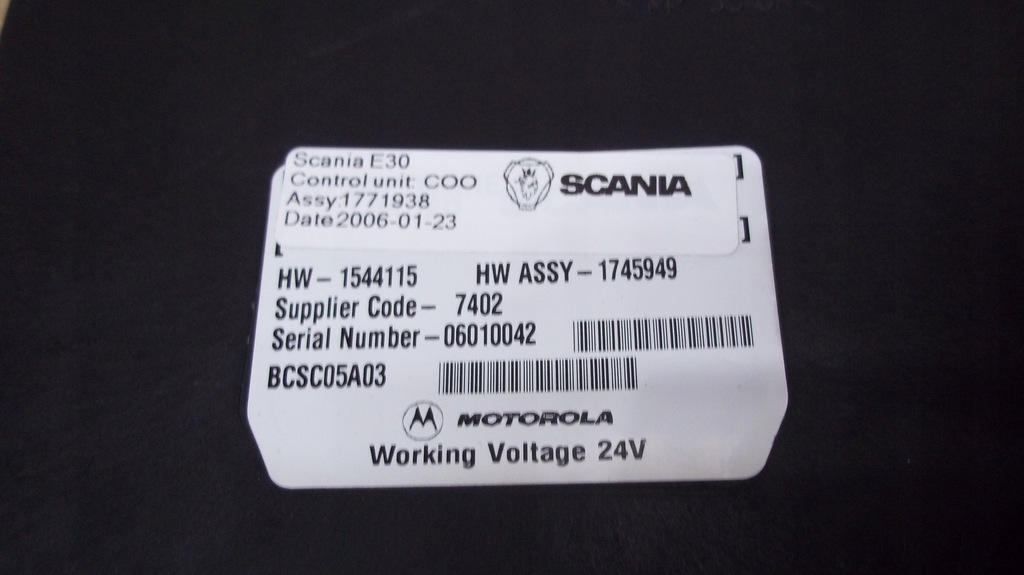 Scania E30
Control unit: COO
Assy:1771938
Date2006-01-23
SCANIA
HW – 1544115 HW ASSY – 1745949
Supplier Code – 7402
Serial Number – 06010042
BCSC05A03
MOTOROLA
Working Voltage 24V